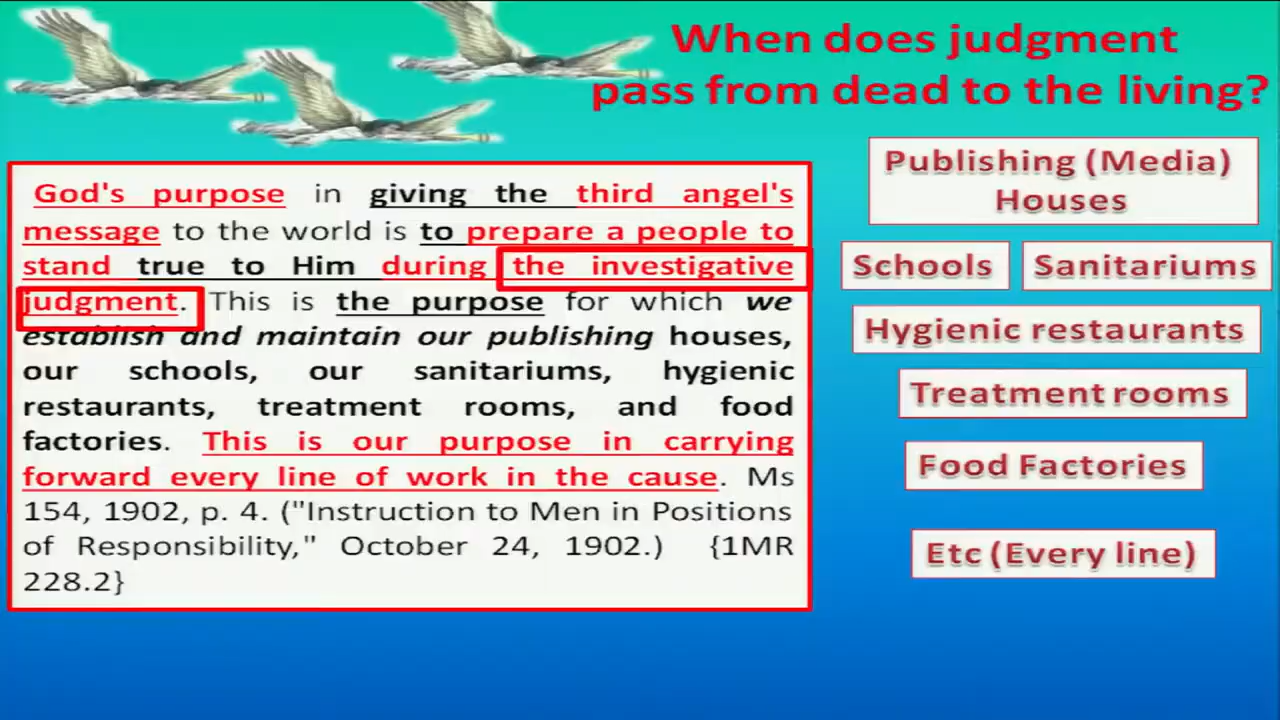 When does judgment
pass from dead to the living?
God's purpose in giving the third angel's
message to the world is to prepare a people to
stand true to Him during the investigative
judgment. This is the purpose for which we
establish and maintain our publishing houses,
our schools, our sanitariums, hygienic
restaurants, treatment rooms, and food
factories. This is our purpose in carrying
forward every line of work in the cause. Ms
154, 1902, p. 4. ("Instruction to Men in Positions
of Responsibility," October 24, 1902.) {1MR
228.2}
Publishing (Media)
Houses
Schools
Sanitariums
Hygienic restaurants
Treatment rooms
Food Factories
Etc (Every line)